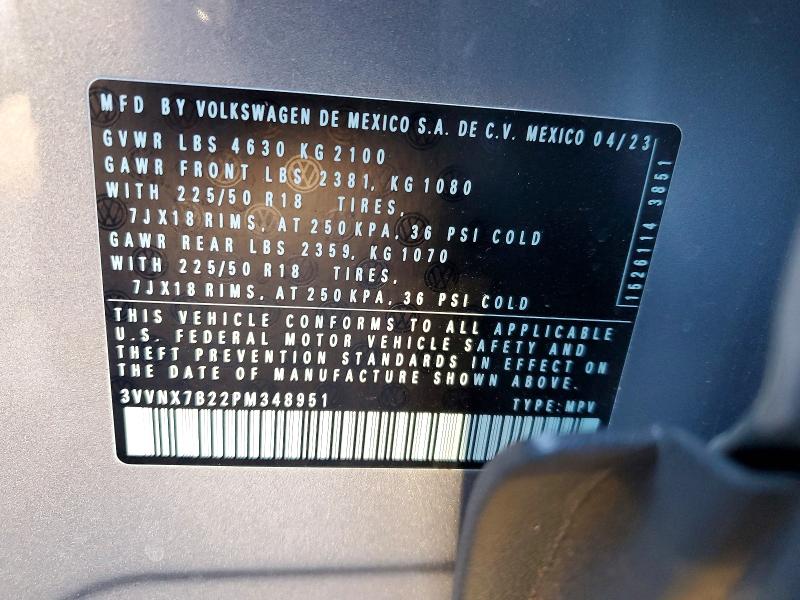 MFD BY VOLKSWAGEN DE MEXICO S.A. DE C.V. MEXICO 04/23
GVWR LBS 4630 KG 2100
GAWR FRONT LBS 2381, KG 1080
WITH 225/50 R18 TIRES,
7JX18 RIMS, AT 250 KPA, 36 PSI COLD
GAWR REAR LBS 2359, KG 1070
WITH 225/50 R18 TIRES,
7JX18 RIMS, AT 250 KPA, 36 PSI COLD
THIS VEHICLE CONFORMS TO ALL APPLICABLE
U.S. FEDERAL MOTOR VEHICLE SAFETY AND
THEFT PREVENTION STANDARDS IN EFFECT ON
THE DATE OF MANUFACTURE SHOWN ABOVE.
3VVNX7B22PM348951 TYPE:MPV
1526114 3851